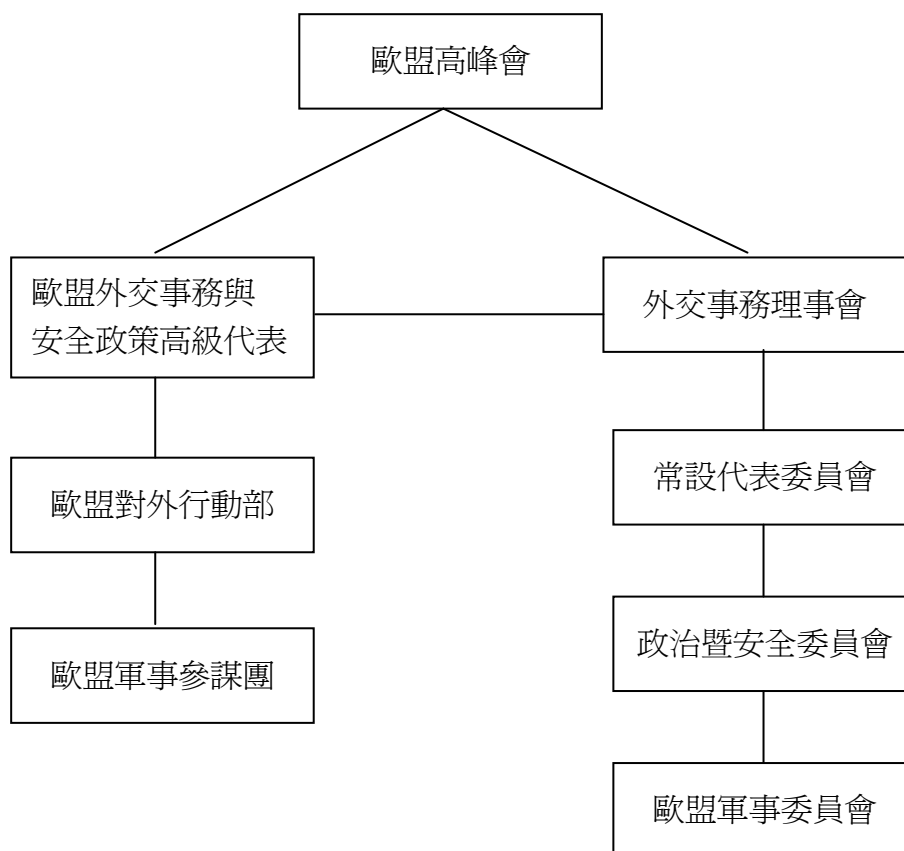 歐盟高峰會
歐盟外交事務與
安全政策高級代表
外交事務理事會
常設代表委員會
歐盟對外行動部
政治暨安全委員會
歐盟軍事參謀團
歐盟軍事委員會